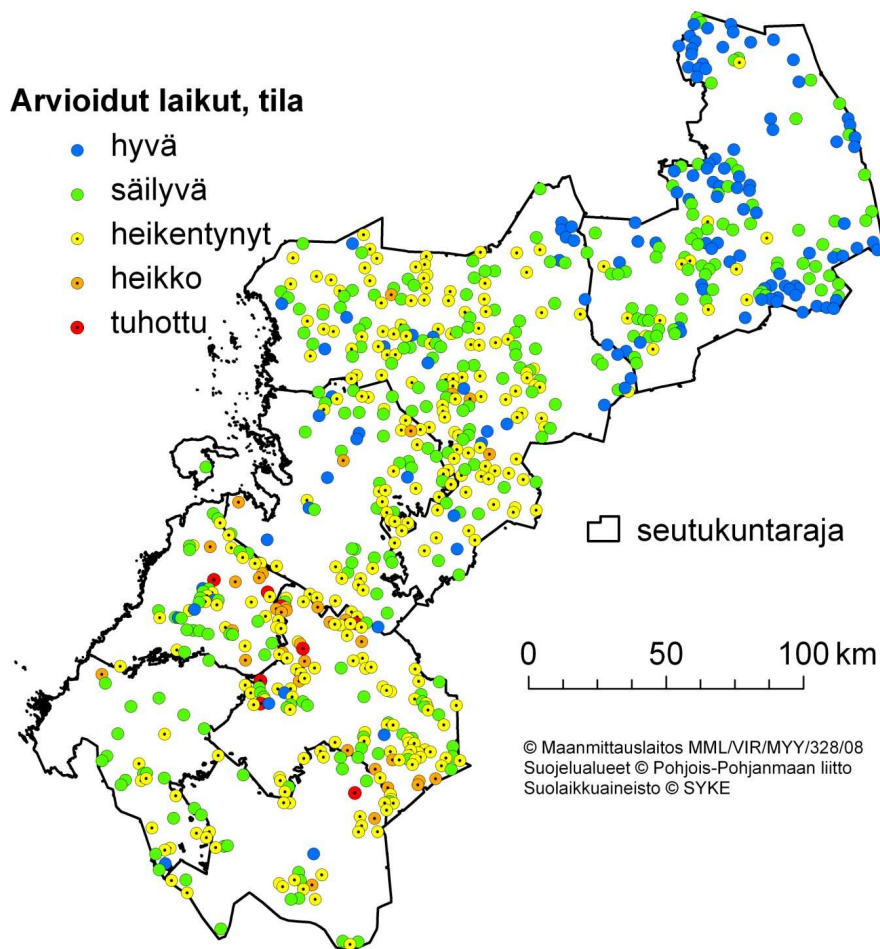 Arvioidut laikut, tila
hyvä
säilyvä
heikentynyt
heikko
tuhottu
seutukuntaraja
0 50 100 km
© Maanmittauslaitos MML/VIR/MYY/328/08
Suojelualueet © Pohjois-Pohjanmaan liitto
Suolaikkuaineisto © SYKE